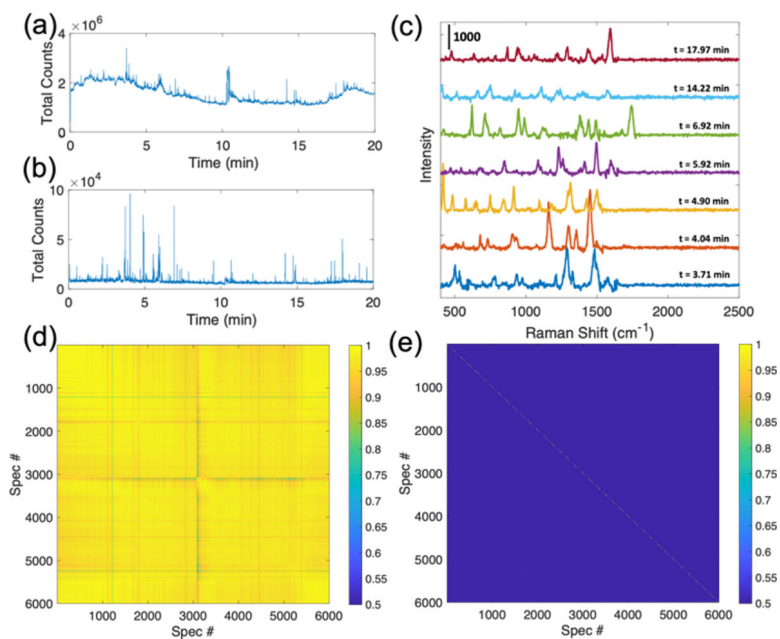 (a)
×10⁶
4
2
0
Total Counts
0 5 10 15 20
Time (min)
(b)
×10⁴
10
5
0
Total Counts
0 5 10 15 20
Time (min)
(c)
1000
t = 17.97 min
t = 14.22 min
t = 6.92 min
t = 5.92 min
t = 4.90 min
t = 4.04 min
t = 3.71 min
Intensity
500 1000 1500 2000 2500
Raman Shift (cm⁻¹)
(d)
1000
2000
3000
4000
5000
6000
Spec #
1000 2000 3000 4000 5000 6000
Spec #
1
0.95
0.9
0.85
0.8
0.75
0.7
0.65
0.6
0.55
0.5
(e)
1000
2000
3000
4000
5000
6000
Spec #
1000 2000 3000 4000 5000 6000
Spec #
1
0.95
0.9
0.85
0.8
0.75
0.7
0.65
0.6
0.55
0.5